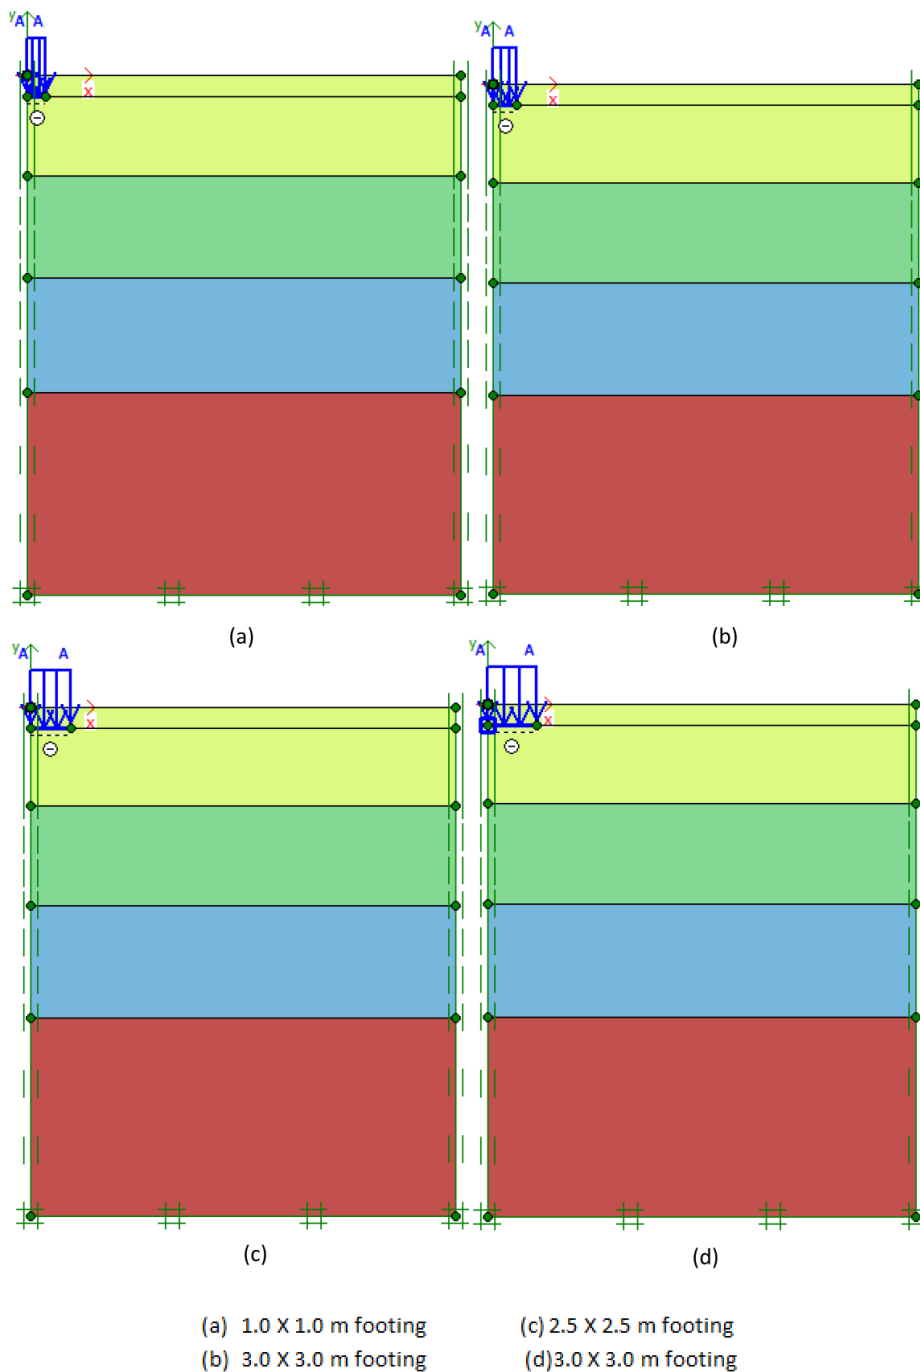 y
A A
x
y
A A
x
(a)
(b)
y
A A
x
y
A A
x
(c)
(d)
(a) 1.0 X 1.0 m footing (c) 2.5 X 2.5 m footing
(b) 3.0 X 3.0 m footing (d)3.0 X 3.0 m footing